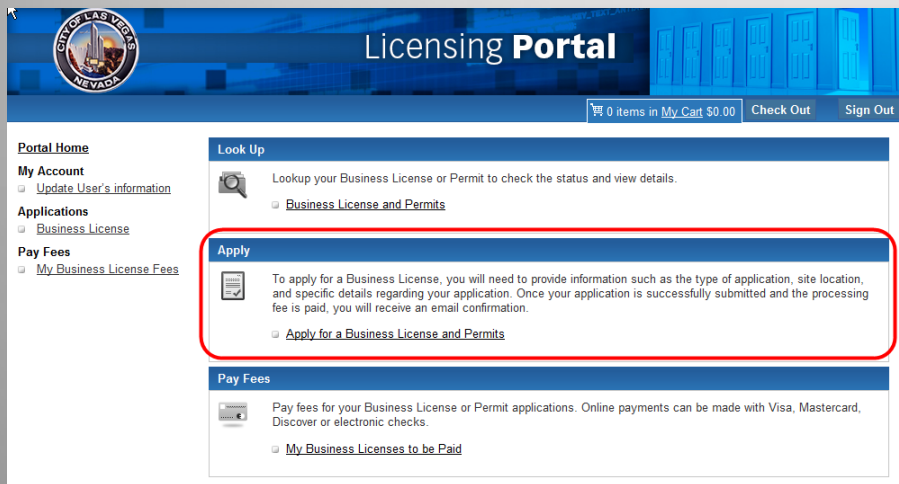 CITY OF LAS VEGAS
NEVADA
Licensing Portal
0 items in My Cart $0.00
Check Out
Sign Out
Portal Home
My Account
Update User's information
Applications
Business License
Pay Fees
My Business License Fees
Look Up
Lookup your Business License or Permit to check the status and view details.
Business License and Permits
Apply
To apply for a Business License, you will need to provide information such as the type of application, site location,
and specific details regarding your application. Once your application is successfully submitted and the processing
fee is paid, you will receive an email confirmation.
Apply for a Business License and Permits
Pay Fees
Pay fees for your Business License or Permit applications. Online payments can be made with Visa, Mastercard,
Discover or electronic checks.
My Business Licenses to be Paid